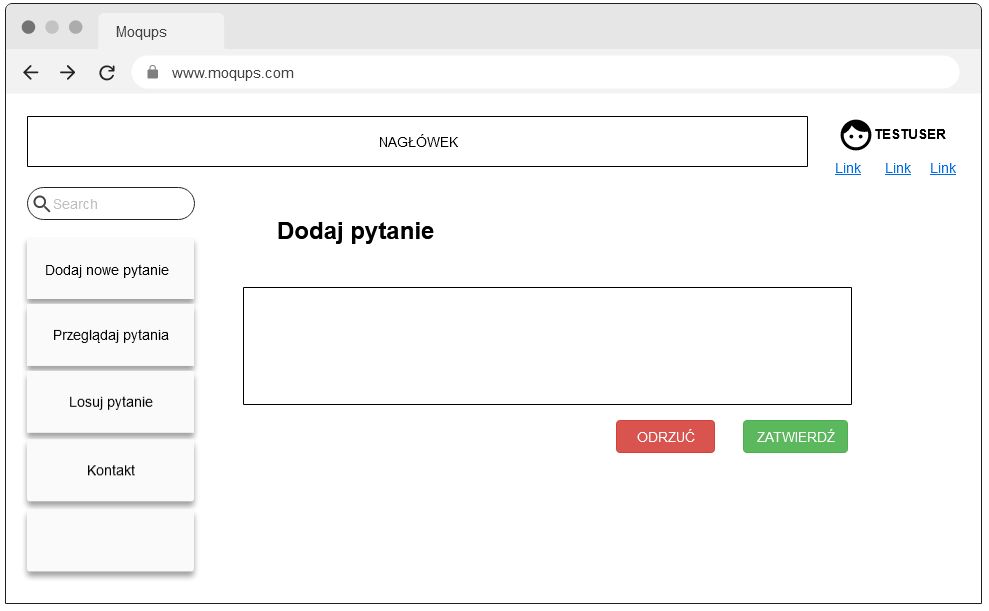 Moqups
www.moqups.com
NAGŁÓWEK
TESTUSER
Link Link Link
Search
Dodaj pytanie
Dodaj nowe pytanie
Przeglądaj pytania
Losuj pytanie
Kontakt
ODRZUĆ ZATWIERDŹ